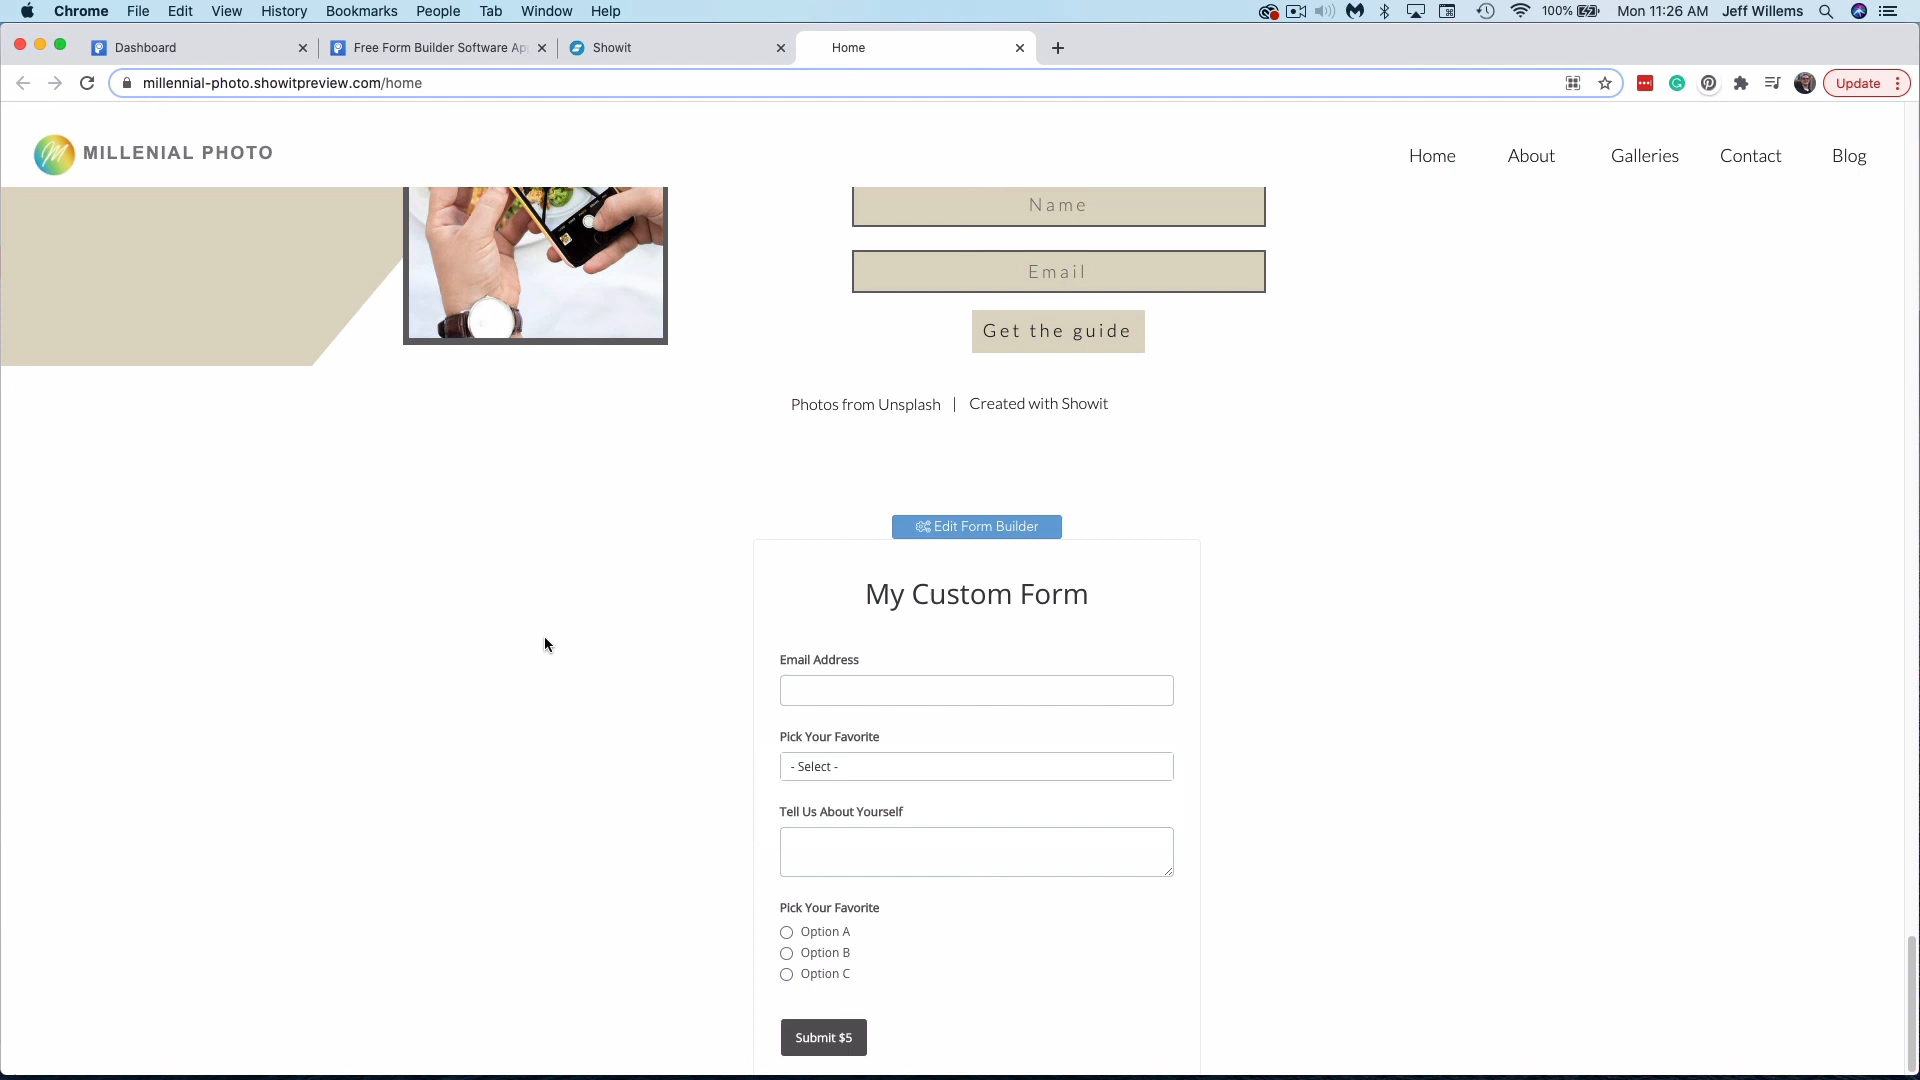 Chrome File Edit View History Bookmarks People Tab Window Help 100% Mon 11:26 AM Jeff Willems
Dashboard Free Form Builder Software Ap Showit Home
millennial-photo.showitpreview.com/home Update
MILLENIAL PHOTO Home About Galleries Contact Blog
Name
Email
Get the guide
Photos from Unsplash | Created with Showit
Edit Form Builder
My Custom Form
Email Address
Pick Your Favorite
- Select -
Tell Us About Yourself
Pick Your Favorite
Option A
Option B
Option C
Submit $5